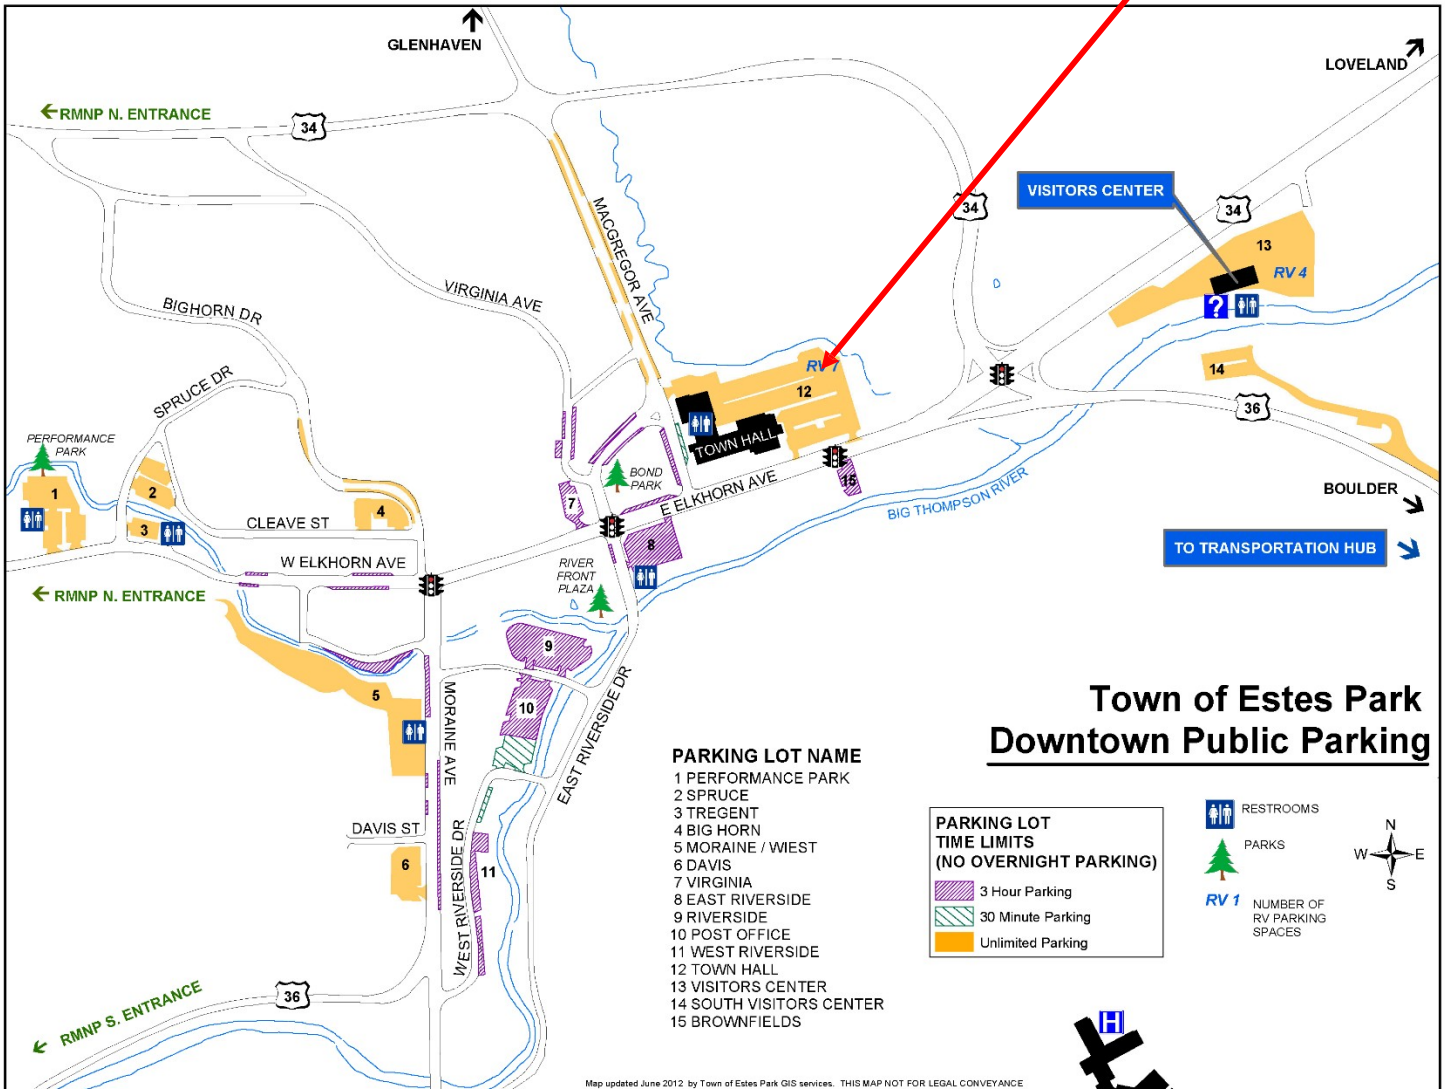 GLENHAVEN
LOVELAND
RMNP N. ENTRANCE
34
VISITORS CENTER
34
34
13
RV 4
?
MACGREGOR AVE
VIRGINIA AVE
BIGHORN DR
SPRUCE DR
RV 7
12
14
36
TOWN HALL
PERFORMANCE
PARK
BOND
PARK
1
2
3
4
7
15
8
E ELKHORN AVE
BIG THOMPSON RIVER
BOULDER
CLEAVE ST
W ELKHORN AVE
TO TRANSPORTATION HUB
RIVER
FRONT
PLAZA
RMNP N. ENTRANCE
9
5
10
MORAINE AVE
EAST RIVERSIDE DR
Town of Estes Park
Downtown Public Parking
DAVIS ST
6
11
WEST RIVERSIDE DR
36
RMNP S. ENTRANCE
PARKING LOT NAME
1 PERFORMANCE PARK
2 SPRUCE
3 TREGENT
4 BIG HORN
5 MORAINE / WIEST
6 DAVIS
7 VIRGINIA
8 EAST RIVERSIDE
9 RIVERSIDE
10 POST OFFICE
11 WEST RIVERSIDE
12 TOWN HALL
13 VISITORS CENTER
14 SOUTH VISITORS CENTER
15 BROWNFIELDS
PARKING LOT
TIME LIMITS
(NO OVERNIGHT PARKING)
3 Hour Parking
30 Minute Parking
Unlimited Parking
RESTROOMS
PARKS
RV 1 NUMBER OF
RV PARKING
SPACES
N
W E
S
H
Map updated June 2012 by Town of Estes Park GIS services. THIS MAP NOT FOR LEGAL CONVEYANCE